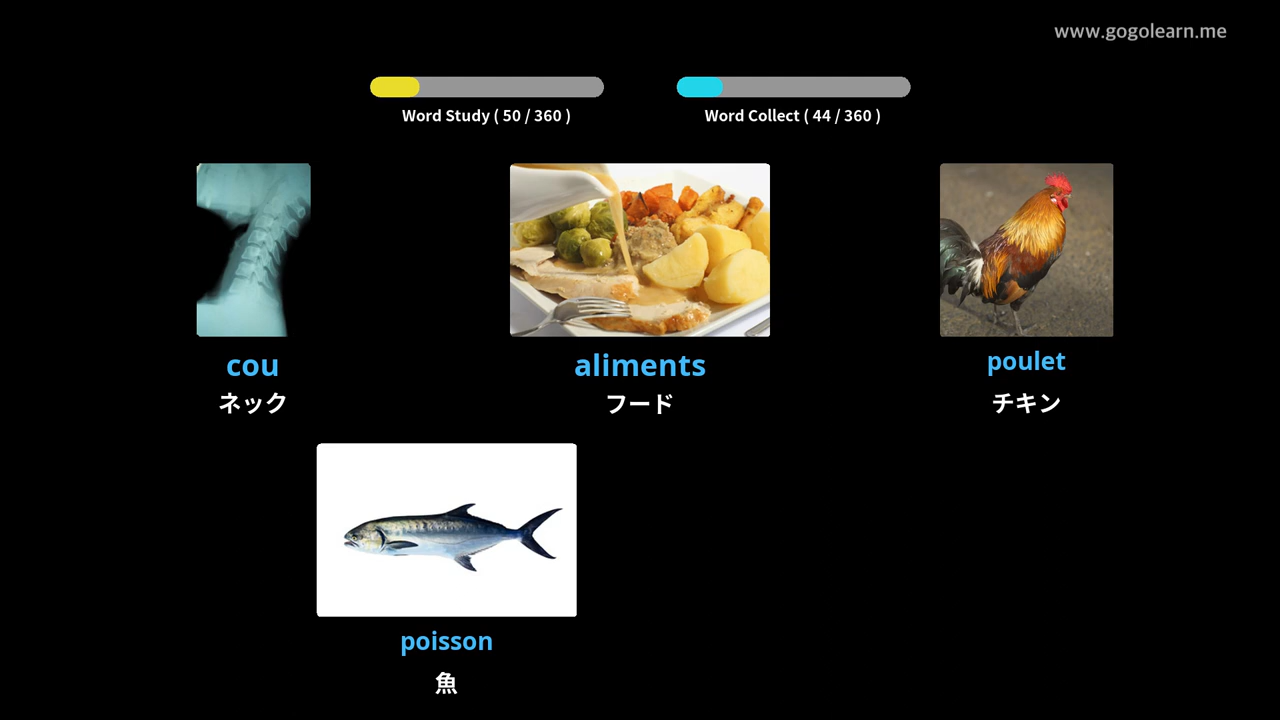 www.gogolearn.me
Word Study ( 50 / 360 )
Word Collect ( 44 / 360 )
cou
ネック
aliments
フード
poulet
チキン
poisson
魚